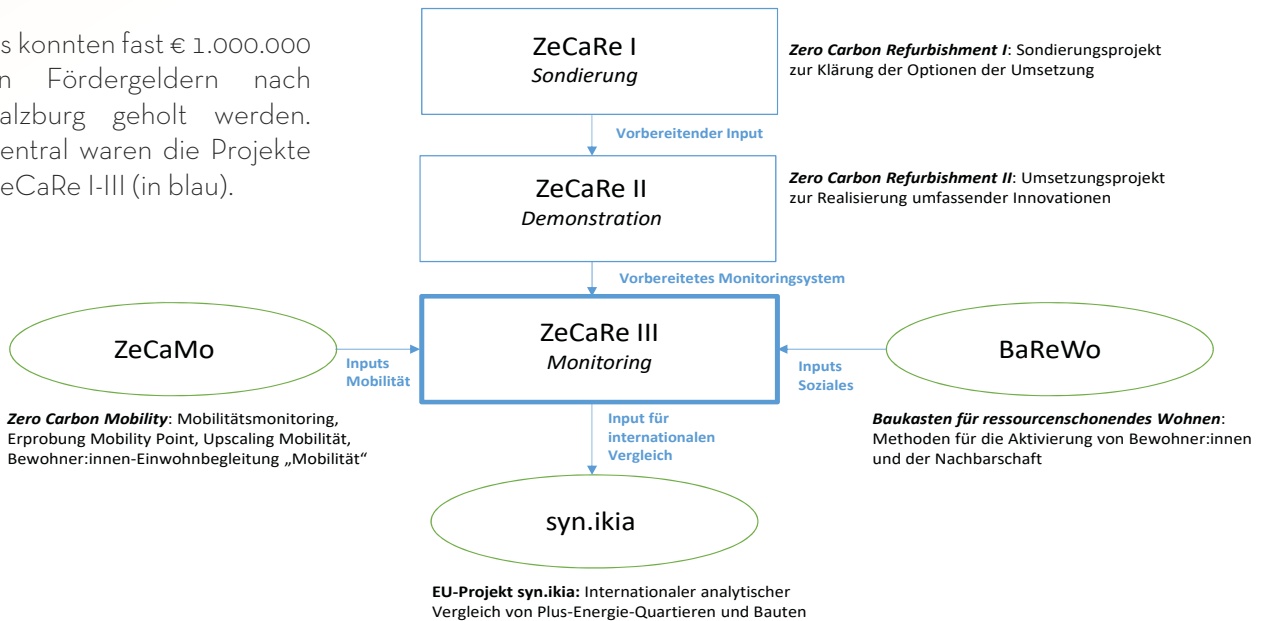 s konnten fast € 1.000.000
n Fördergeldern nach
alzburg geholt werden.
entral waren die Projekte
eCaRe I-III (in blau).
ZeCaRe I
Sondierung
Zero Carbon Refurbishment I: Sondierungsprojekt
zur Klärung der Optionen der Umsetzung
Vorbereitender Input
ZeCaRe II
Demonstration
Zero Carbon Refurbishment II: Umsetzungsprojekt
zur Realisierung umfassender Innovationen
Vorbereitetes Monitoringsystem
ZeCaMo
Inputs
Mobilität
ZeCaRe III
Monitoring
Inputs
Soziales
BaReWo
Zero Carbon Mobility: Mobilitätsmonitoring,
Erprobung Mobility Point, Upscaling Mobilität,
Bewohner:innen-Einwohnbegleitung „Mobilität“
Input für
internationalen
Vergleich
Baukasten für ressourcenschonendes Wohnen:
Methoden für die Aktivierung von Bewohner:innen
und der Nachbarschaft
syn.ikia
EU-Projekt syn.ikia: Internationaler analytischer
Vergleich von Plus-Energie-Quartieren und Bauten